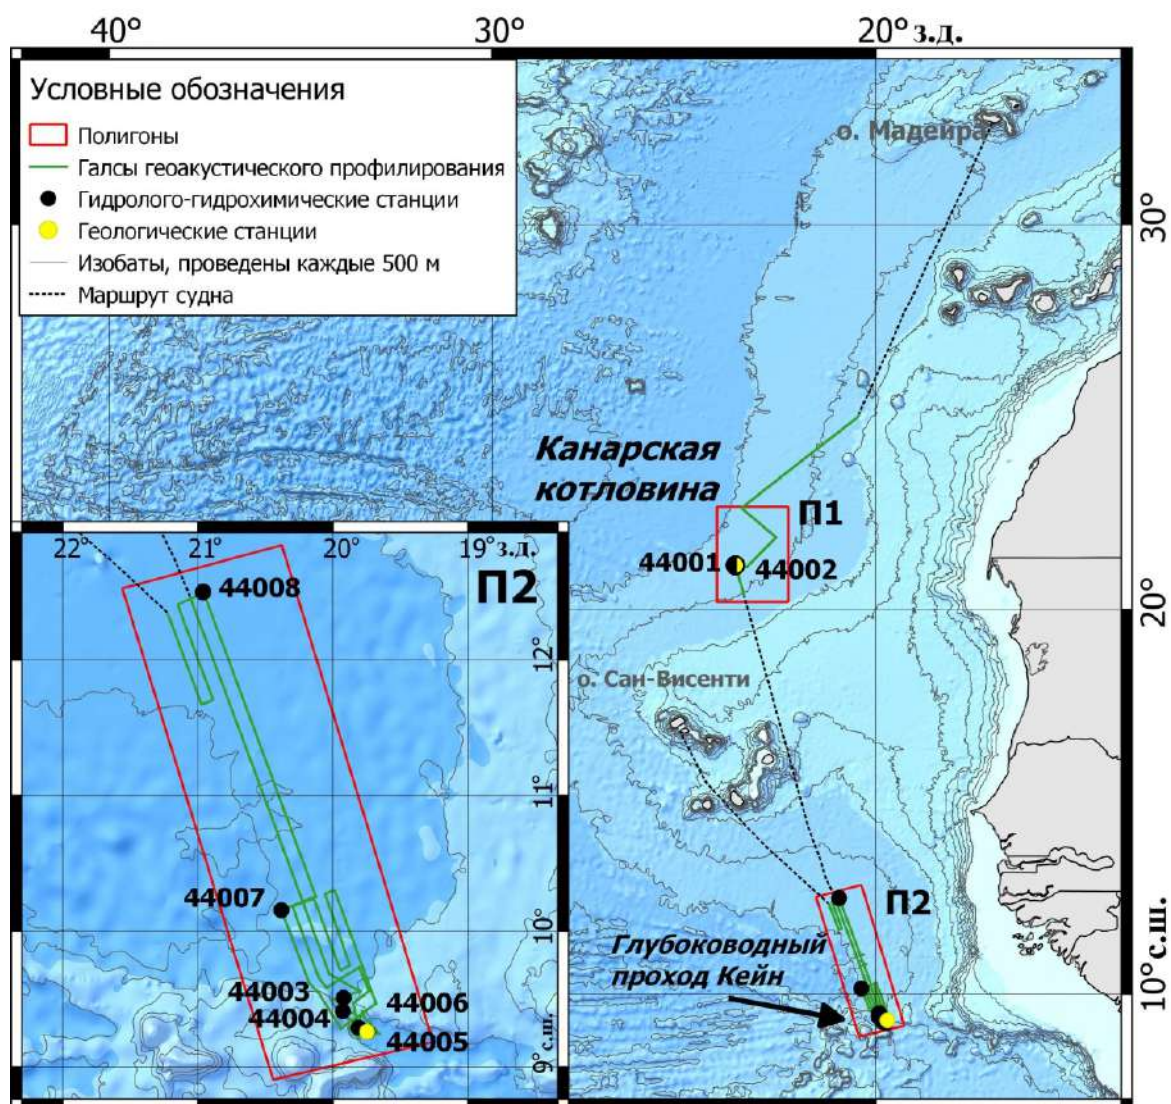 40°
30°
20° з.д.
Условные обозначения
Полигоны
Галсы геоакустического профилирования
Гидролого-гидрохимические станции
Геологические станции
Изобаты, проведены каждые 500 м
Маршрут судна
о. Мадейра
30°
Канарская
котловина
П1
44001
44002
20°
о. Сан-Висенти
П2
Глубоководный
проход Кейн
10° с.ш.
22°
21°
20°
19° з.д.
П2
44008
12°
11°
44007
10°
44003
44006
44004
44005
9° с.ш.